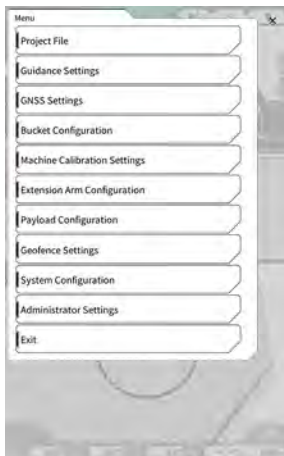 Menu
Project File
Guidance Settings
GNSS Settings
Bucket Configuration
Machine Calibration Settings
Extension Arm Configuration
Payload Configuration
Geofence Settings
System Configuration
Administrator Settings
Exit